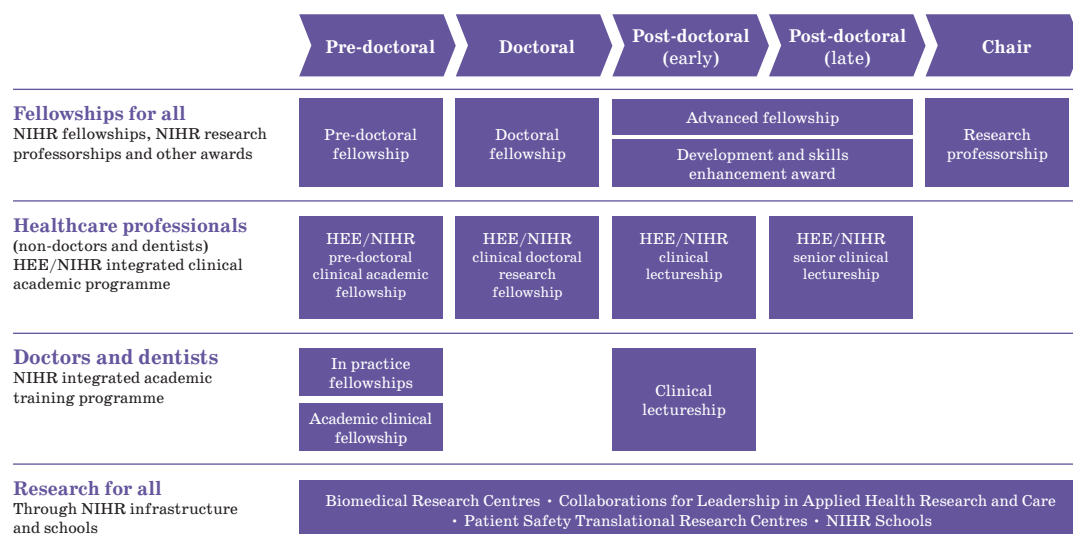 Pre-doctoral
Doctoral
Post-doctoral
(early)
Post-doctoral
(late)
Chair
Fellowships for all
NIHR fellowships, NIHR research
professorships and other awards
Pre-doctoral
fellowship
Doctoral
fellowship
Advanced fellowship
Development and skills
enhancement award
Research
professorship
Healthcare professionals
(non-doctors and dentists)
HEE/NIHR integrated clinical
academic programme
HEE/NIHR
pre-doctoral
clinical academic
fellowship
HEE/NIHR
clinical doctoral
research
fellowship
HEE/NIHR
clinical
lectureship
HEE/NIHR
senior clinical
lectureship
Doctors and dentists
NIHR integrated academic
training programme
In practice
fellowships
Academic clinical
fellowship
Clinical
lectureship
Research for all
Through NIHR infrastructure
and schools
Biomedical Research Centres • Collaborations for Leadership in Applied Health Research and Care
• Patient Safety Translational Research Centres • NIHR Schools